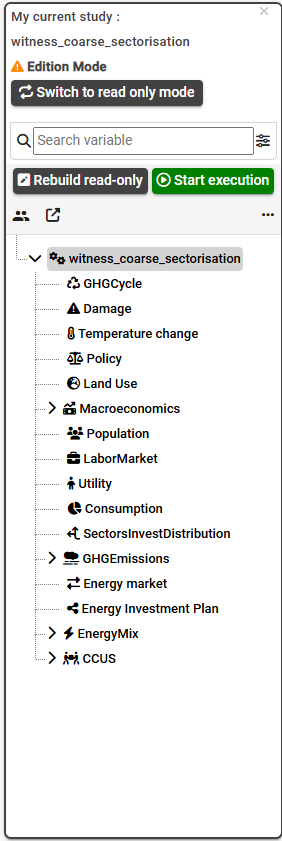 My current study :
witness_coarse_sectorisation
Edition Mode
Switch to read only mode
Search variable
Rebuild read-only
Start execution
witness_coarse_sectorisation
GHGCycle
Damage
Temperature change
Policy
Land Use
Macroeconomics
Population
LaborMarket
Utility
Consumption
SectorsInvestDistribution
GHGEmissions
Energy market
Energy Investment Plan
EnergyMix
CCUS